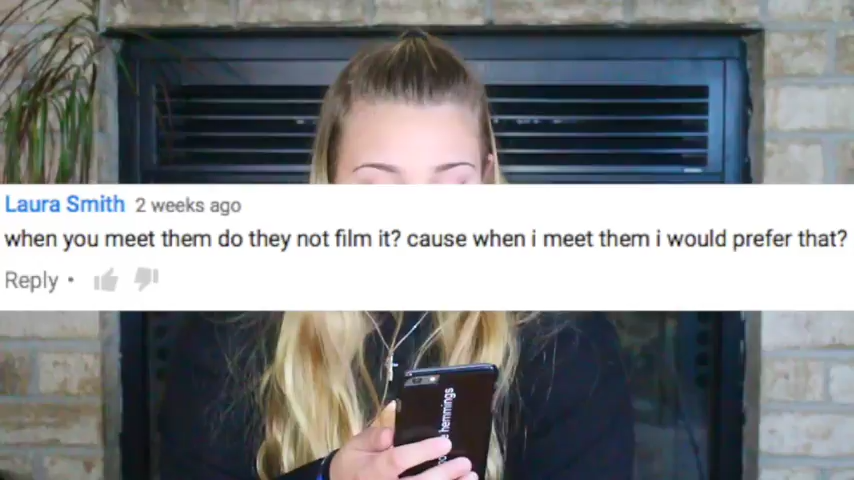 Laura Smith 2 weeks ago
when you meet them do they not film it? cause when i meet them i would prefer that?
Reply •
hemmings